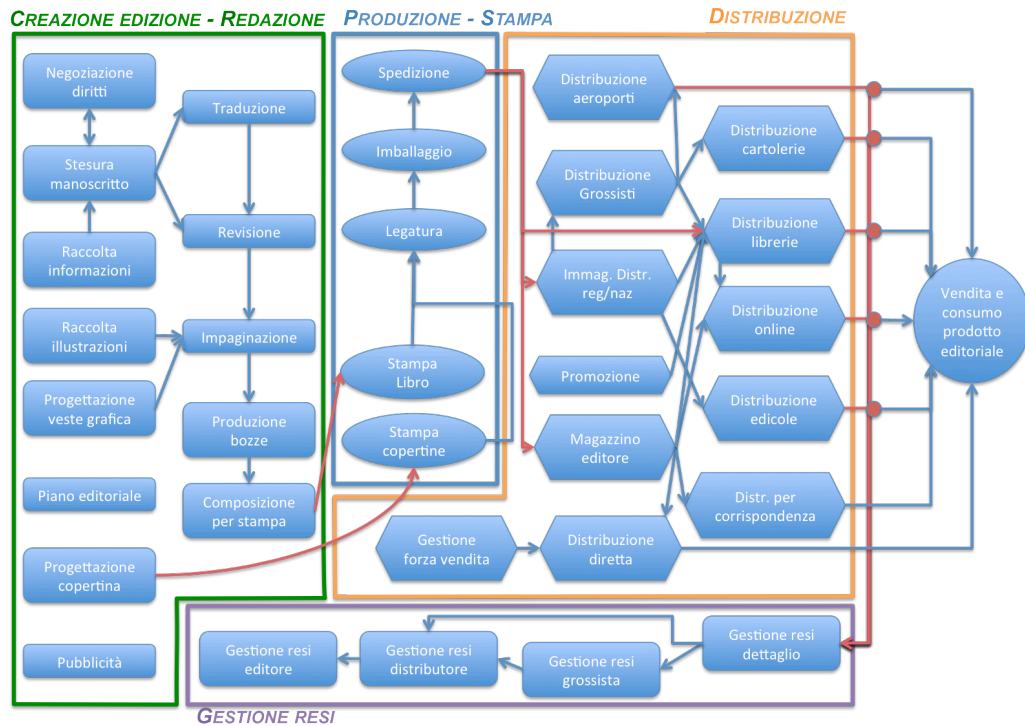 CREAZIONE EDIZIONE - REDAZIONE
Negoziazione
diritti
Traduzione
Stesura
manoscritto
Revisione
Raccolta
informazioni
Raccolta
illustrazioni
Impaginazione
Progettazione
veste grafica
Produzione
bozze
Piano editoriale
Composizione
per stampa
Progettazione
copertina
Pubblicità
PRODUZIONE - STAMPA
Spedizione
Imballaggio
Legatura
Stampa
Libro
Stampa
copertine
DISTRIBUZIONE
Distribuzione
aeroporti
Distribuzione
cartolerie
Distribuzione
Grossisti
Distribuzione
librerie
Immag. Distr.
reg/naz
Distribuzione
online
Promozione
Distribuzione
edicole
Magazzino
editore
Distr. per
corrispondenza
Gestione
forza vendita
Distribuzione
diretta
Vendita e
consumo
prodotto
editoriale
Gestione resi
editore
Gestione resi
distributore
Gestione resi
grossista
Gestione resi
dettaglio
GESTIONE RESI